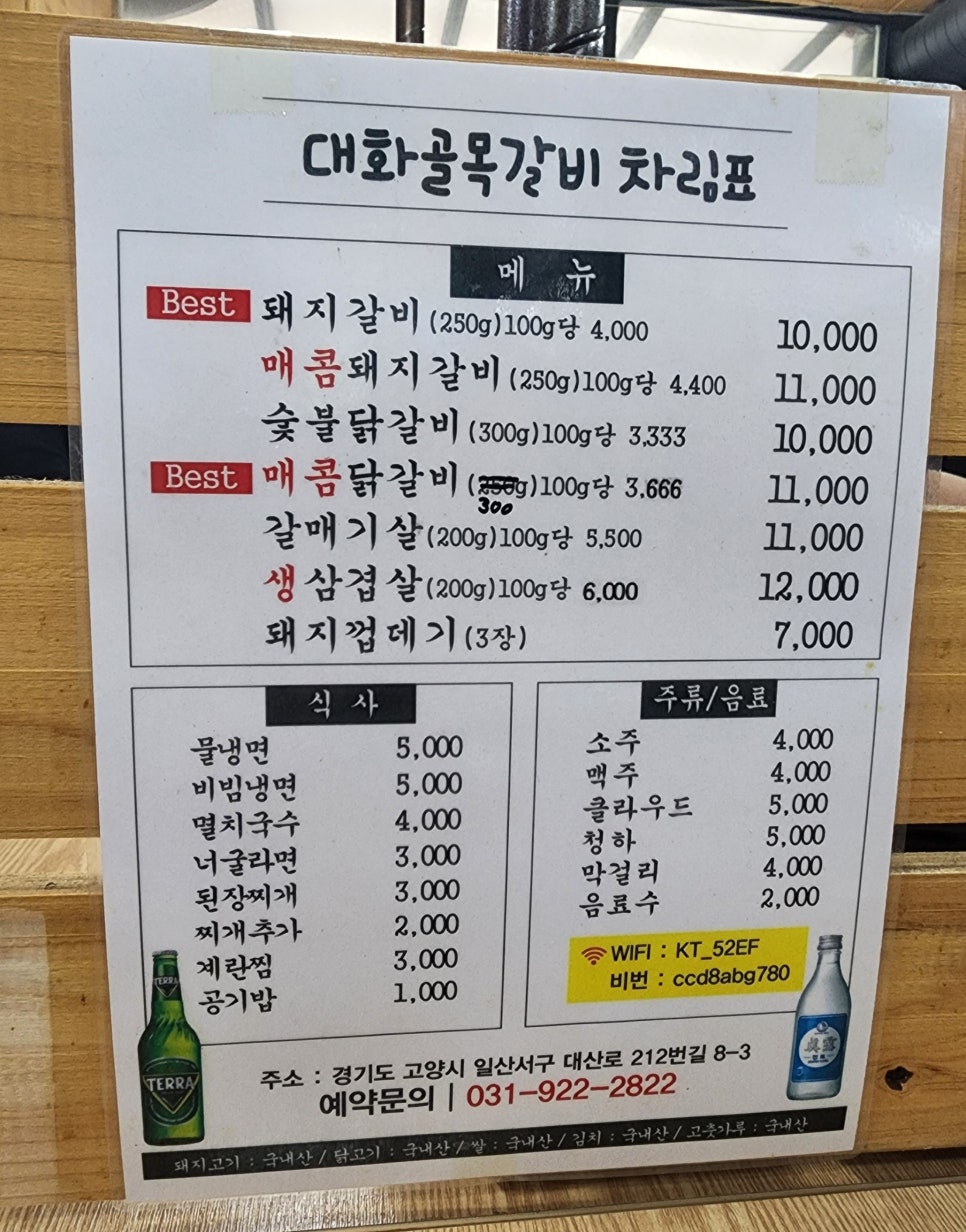 대화골목갈비 차림표
메 뉴
Best 돼지갈비 (250g)100g당 4,000 10,000
매콤돼지갈비 (250g)100g당 4,400 11,000
숯불닭갈비 (300g)100g당 3,333 10,000
Best 매콤닭갈비 (250g)100g당 3.666 11,000
300
갈매기살 (200g)100g당 5,500 11,000
생삼겹살 (200g)100g당 6,000 12,000
돼지껍데기 (3장) 7,000
식 사
물냉면 5,000
비빔냉면 5,000
멸치국수 4,000
너굴라면 3,000
된장찌개 3,000
찌개추가 2,000
계란찜 3,000
공기밥 1,000
주류/음료
소주 4,000
맥주 4,000
클라우드 5,000
청하 5,000
막걸리 4,000
음료수 2,000
WIFI : KT_52EF
비번 : ccd8abg780
TERRA
TERRA
眞露
주소 : 경기도 고양시 일산서구 대산로 212번길 8-3
예약문의 | 031-922-2822
돼지고기 : 국내산 / 닭고기 : 국내산 / 쌀 : 국내산 / 김치 : 국내산 / 고춧가루 : 국내산